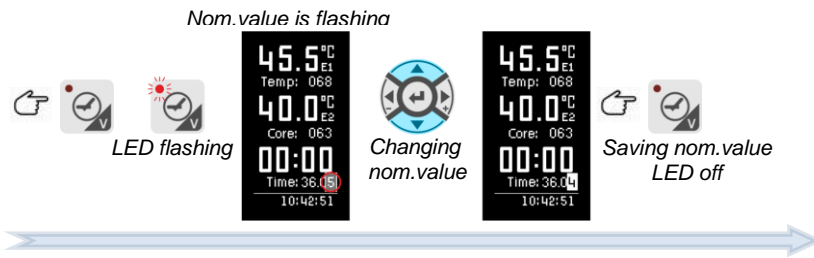 Nom.value is flashing
V
V
LED flashing
45.5°C
E1
Temp: 068
40.0°C
E2
Core: 063
00:00
Time: 36.05
10:42:51
- +
Changing
nom.value
45.5°C
E1
Temp: 068
40.0°C
E2
Core: 063
00:00
Time: 36.04
10:42:51
V
Saving nom.value
LED off